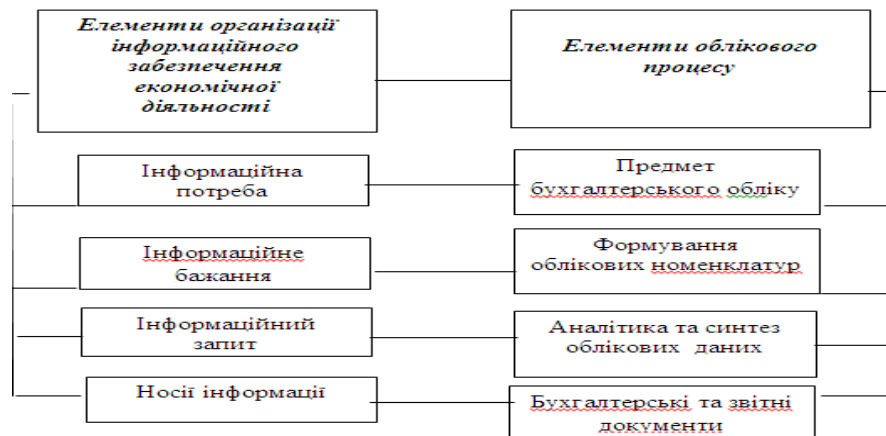 Елементи організації
інформаційного
забезпечення
економічної
діяльності
Елементи облікового
процесу
Інформаційна
потреба
Предмет
бухгалтерського обліку
Інформаційне
бажання
Формування
облікових номенклатур
Інформаційний
запит
Аналітика та синтез
облікових даних
Носії інформації
Бухгалтерські та звітні
документи